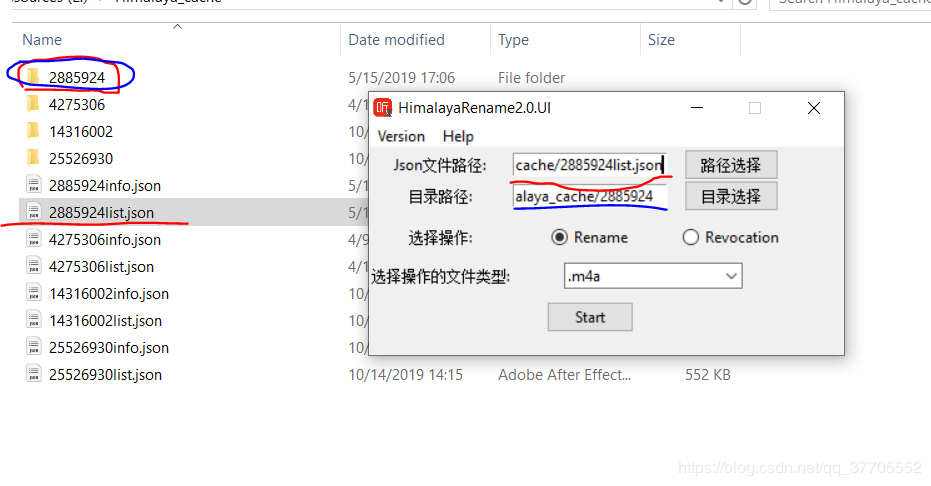 Himalaya_cache
Name Date modified Type Size
2885924 5/15/2019 17:06 File folder
4275306 4/1
14316002 10/
25526930 10/
2885924info.json 5/1
2885924list.json 5/1
4275306info.json 4/9
4275306list.json 4/1
14316002info.json 10/
14316002list.json 10/
25526930info.json 10/
25526930list.json 10/14/2019 14:15 Adobe After Effect... 552 KB
HimalayaRename2.0.UI
Version Help
Json文件路径: cache/2885924list.json 路径选择
目录路径: alaya_cache/2885924 目录选择
选择操作: Rename Revocation
选择操作的文件类型: .m4a
Start
https://blog.csdn.net/qq_37705552